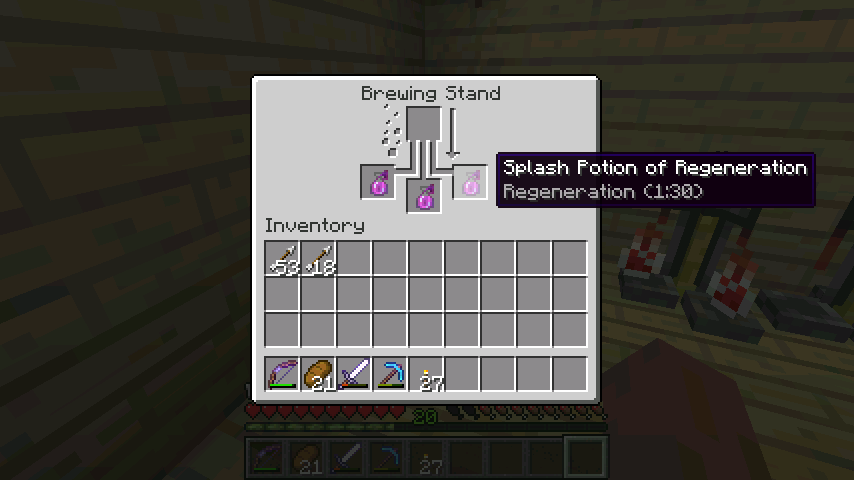 Brewing Stand
Splash Potion of Regeneration
Regeneration (1:30)
Inventory
53 18
21 27
20
21 27